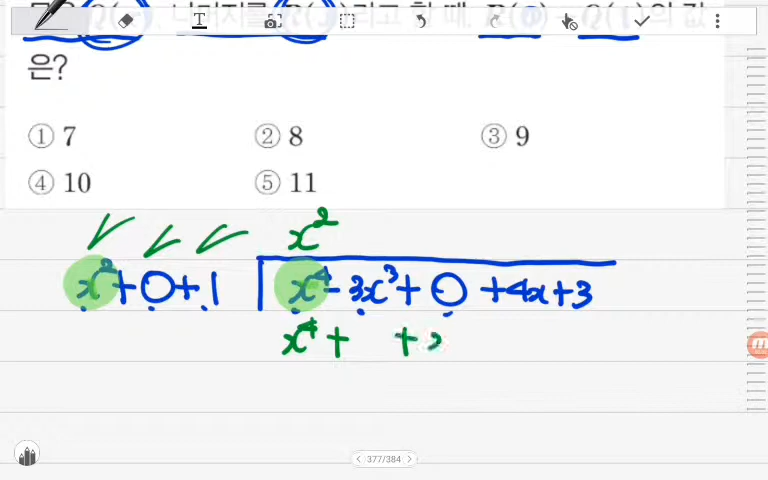 은?
① 7 ② 8 ③ 9
④ 10 ⑤ 11
x²
x²+0+1 x⁴-3x³+0+4x+3
x⁴+ +
377/384